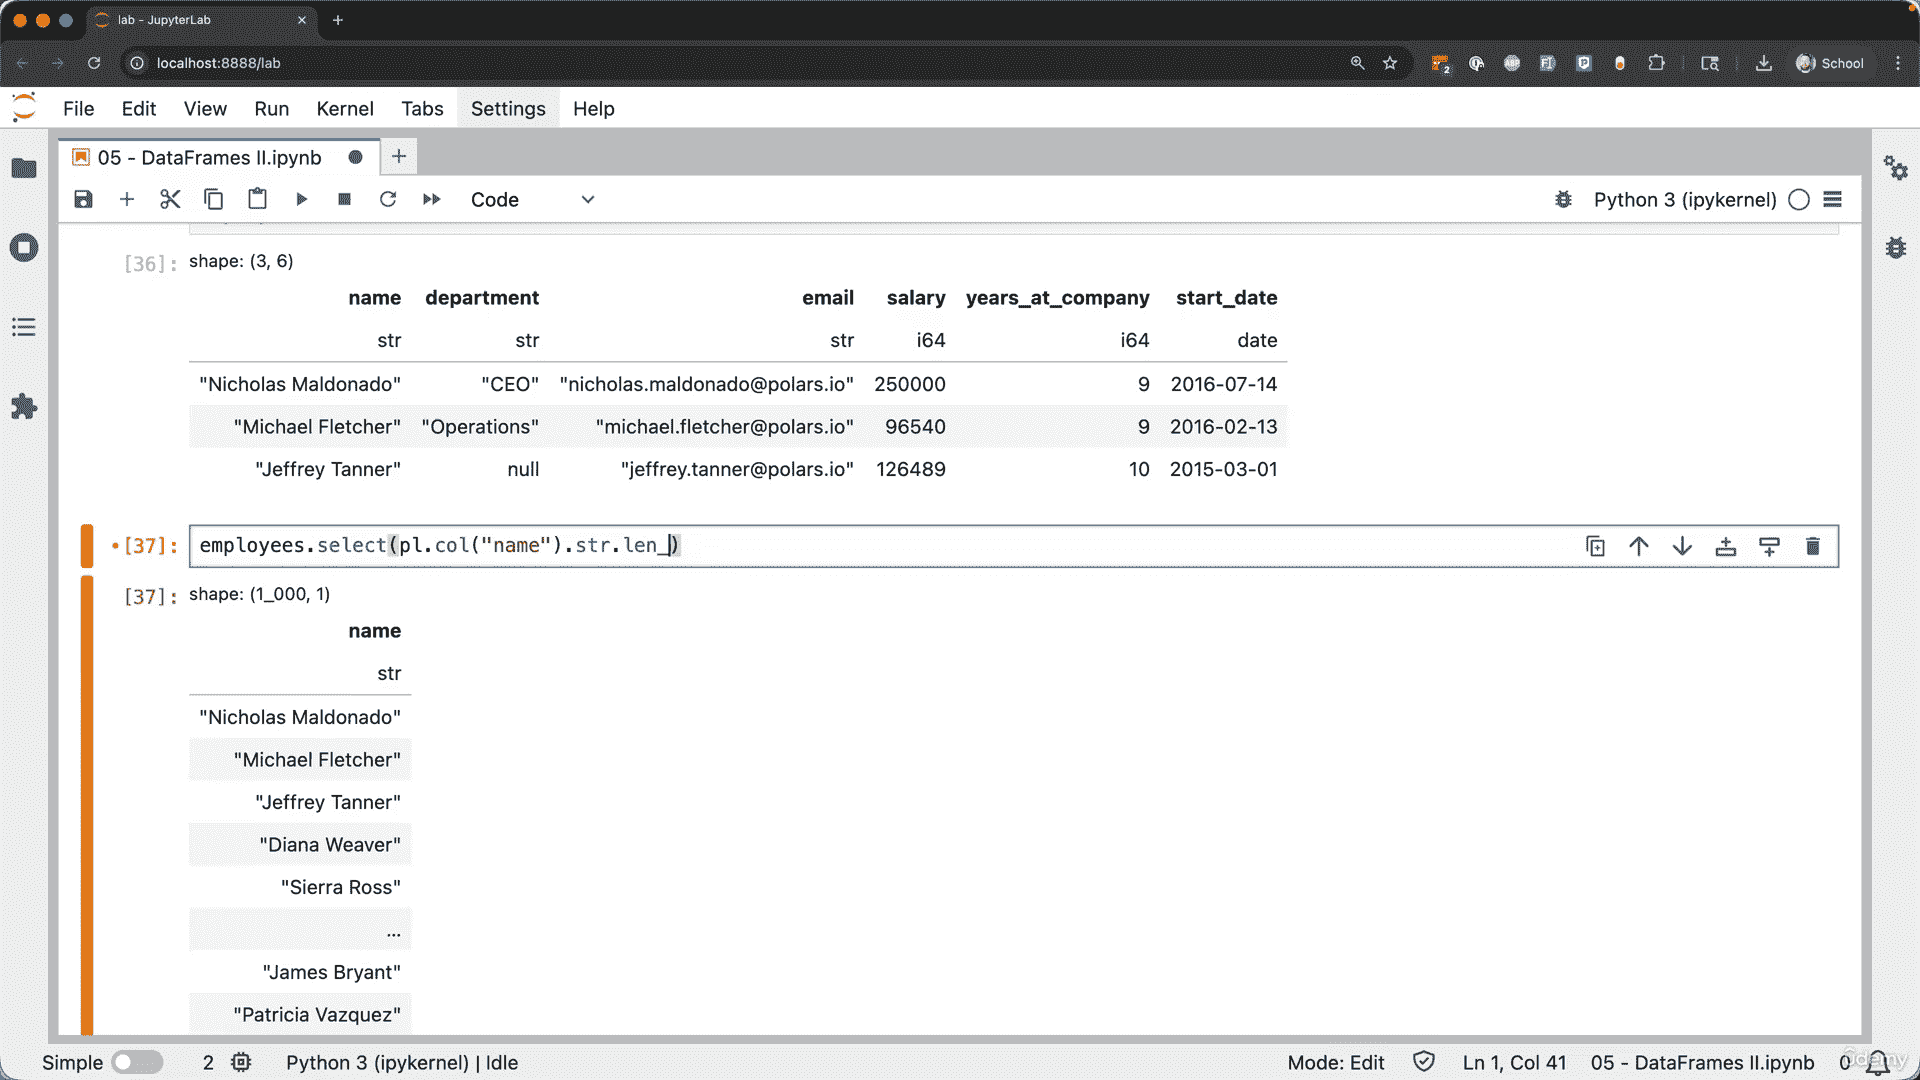 lab - JupyterLab
localhost:8888/lab
2
ABP
School
File Edit View Run Kernel Tabs Settings Help
05 - DataFrames II.ipynb
Code
Python 3 (ipykernel)
[36]: shape: (3, 6)
name department email salary years_at_company start_date
str str str i64 i64 date
"Nicholas Maldonado" "CEO" "nicholas.maldonado@polars.io" 250000 9 2016-07-14
"Michael Fletcher" "Operations" "michael.fletcher@polars.io" 96540 9 2016-02-13
"Jeffrey Tanner" null "jeffrey.tanner@polars.io" 126489 10 2015-03-01
[37]: employees.select(pl.col("name").str.len_)
[37]: shape: (1_000, 1)
name
str
"Nicholas Maldonado"
"Michael Fletcher"
"Jeffrey Tanner"
"Diana Weaver"
"Sierra Ross"
...
"James Bryant"
"Patricia Vazquez"
Simple 2 Python 3 (ipykernel) | Idle Mode: Edit Ln 1, Col 41 05 - DataFrames II.ipynb 0
udemy